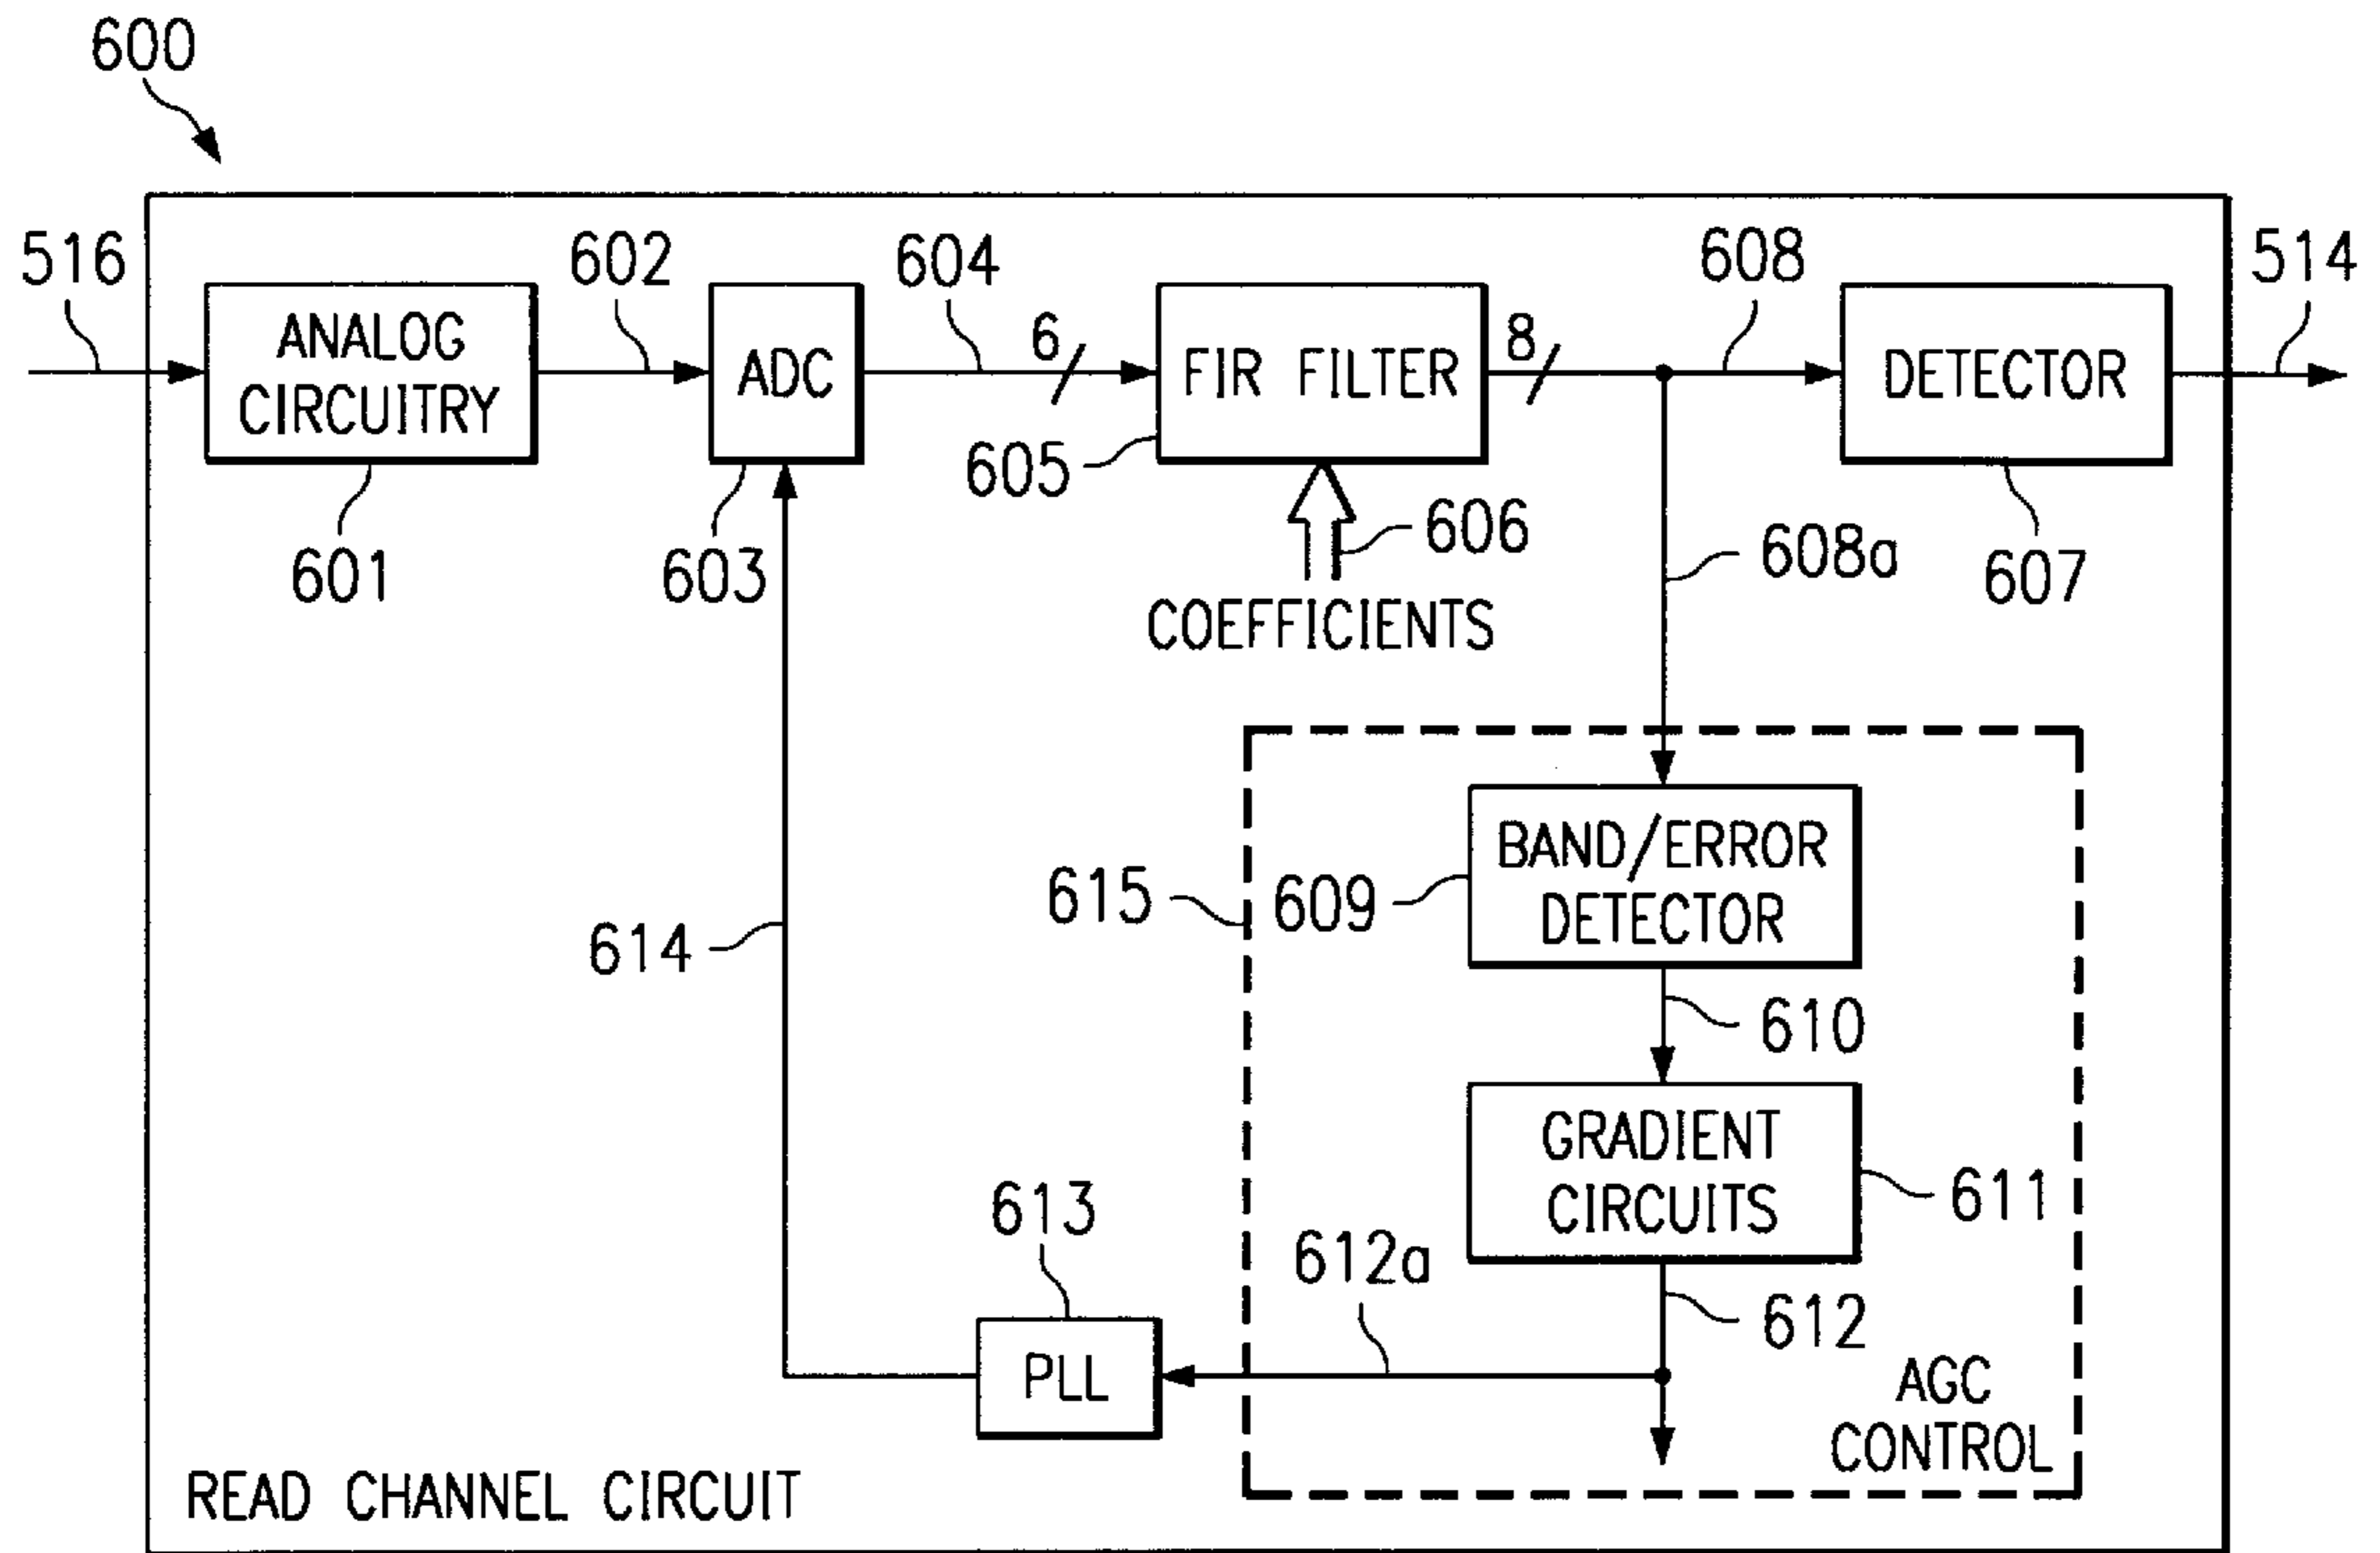 600
516
602
604
608
514
ANALOG
CIRCUITRY
ADC
6
FIR FILTER
8
DETECTOR
601
603
605
606
COEFFICIENTS
608a
607
BAND/ERROR
DETECTOR
609
615
614
610
GRADIENT
CIRCUITS
611
613
612a
612
PLL
AGC
CONTROL
READ CHANNEL CIRCUIT